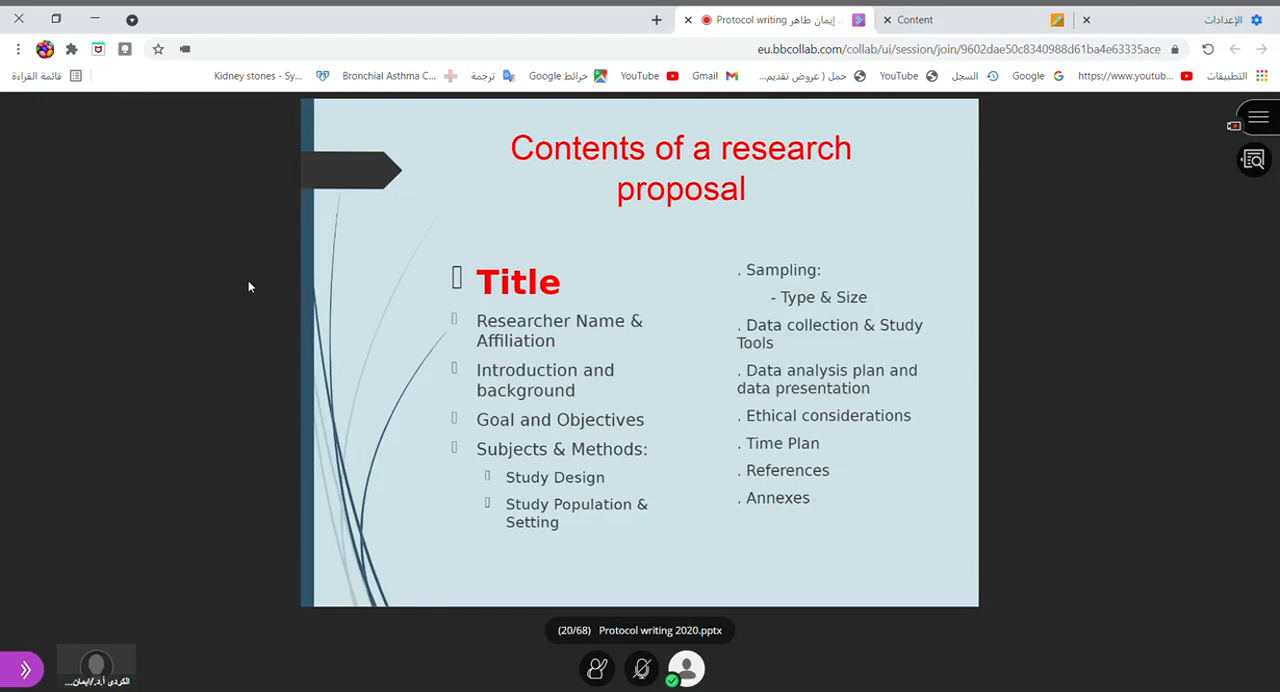 Protocol writing إيمان طاهر ...
Content
الإعدادات
eu.bbcollab.com/collab/ui/session/join/9602dae50c8340988d61ba4e63335ace
قائمة القراءة
Kidney stones - Sy...
Bronchial Asthma C...
ترجمة
خرائط Google
YouTube
Gmail
حمل ( عروض تقديم...
YouTube
السجل
Google
https://www.youtub...
التطبيقات
Contents of a research
proposal
Title
Researcher Name &
Affiliation
Introduction and
background
Goal and Objectives
Subjects & Methods:
Study Design
Study Population &
Setting
. Sampling:
- Type & Size
. Data collection & Study
Tools
. Data analysis plan and
data presentation
. Ethical considerations
. Time Plan
. References
. Annexes
(20/68) Protocol writing 2020.pptx
الكردى أ.د./ايمان...